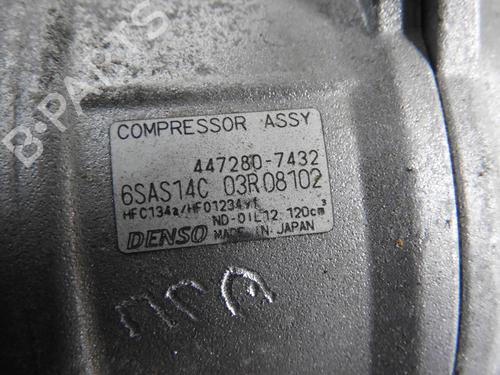 B-PARTS
COMPRESSOR ASSY
447280-7432
6SAS14C 03R08102
HFC134a/HFO1234yf
ND-OIL12 120cm³
DENSO MADE IN JAPAN